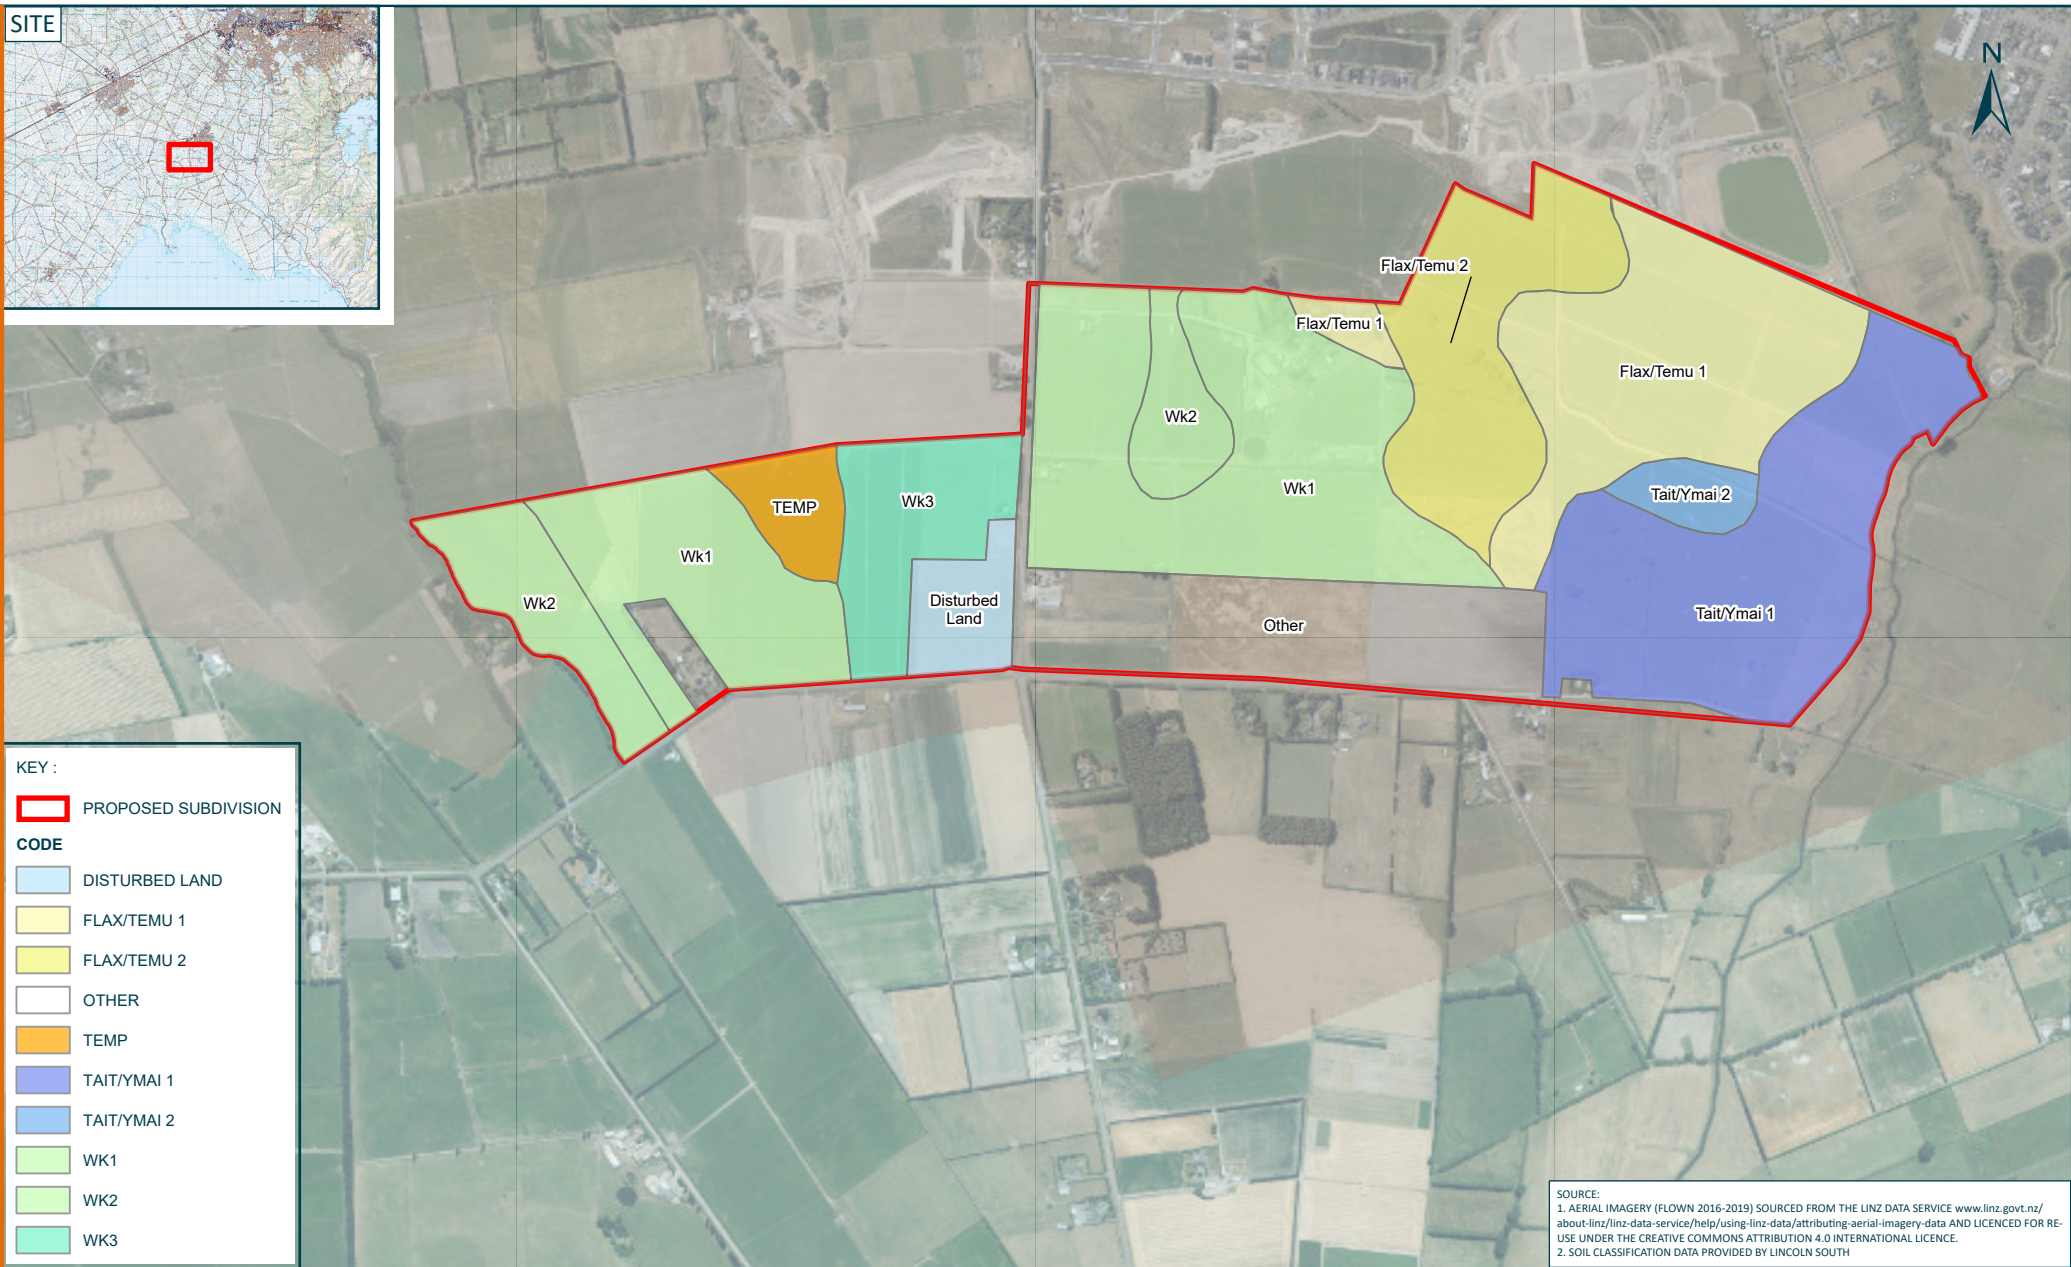 SITE
N
Flax/Temu 2
Flax/Temu 1
Flax/Temu 1
Wk2
Wk1
Tait/Ymai 2
TEMP
Wk3
Wk1
Wk2
Disturbed
Land
Other
Tait/Ymai 1
KEY :
PROPOSED SUBDIVISION
CODE
DISTURBED LAND
FLAX/TEMU 1
FLAX/TEMU 2
OTHER
TEMP
TAIT/YMAI 1
TAIT/YMAI 2
WK1
WK2
WK3
SOURCE:
1. AERIAL IMAGERY (FLOWN 2016-2019) SOURCED FROM THE LINZ DATA SERVICE www.linz.govt.nz/
about-linz/linz-data-service/help/using-linz-data/attributing-aerial-imagery-data AND LICENCED FOR RE-
USE UNDER THE CREATIVE COMMONS ATTRIBUTION 4.0 INTERNATIONAL LICENCE.
2. SOIL CLASSIFICATION DATA PROVIDED BY LINCOLN SOUTH